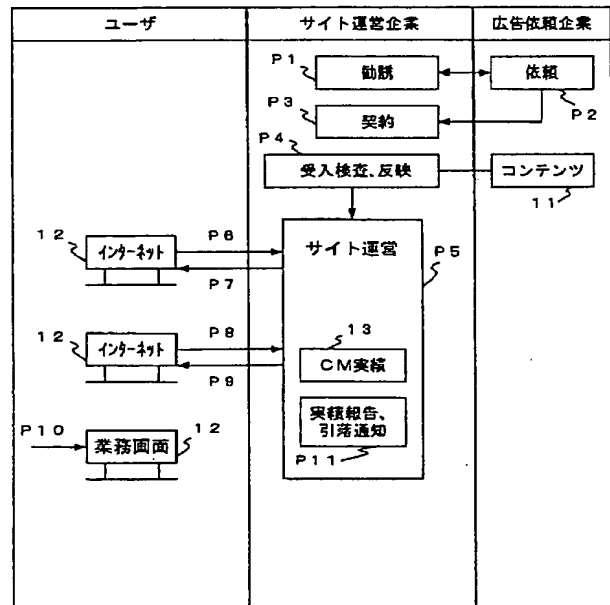 ユーザ
サイト運営企業
広告依頼企業
P1
勧誘
依頼
P2
P3
契約
P4
受入検査、反映
コンテンツ
11
12
インターネット
P6
P7
サイト運営
P5
12
インターネット
P8
P9
13
CM実績
P10
業務画面
12
実績報告、
引落通知
P11